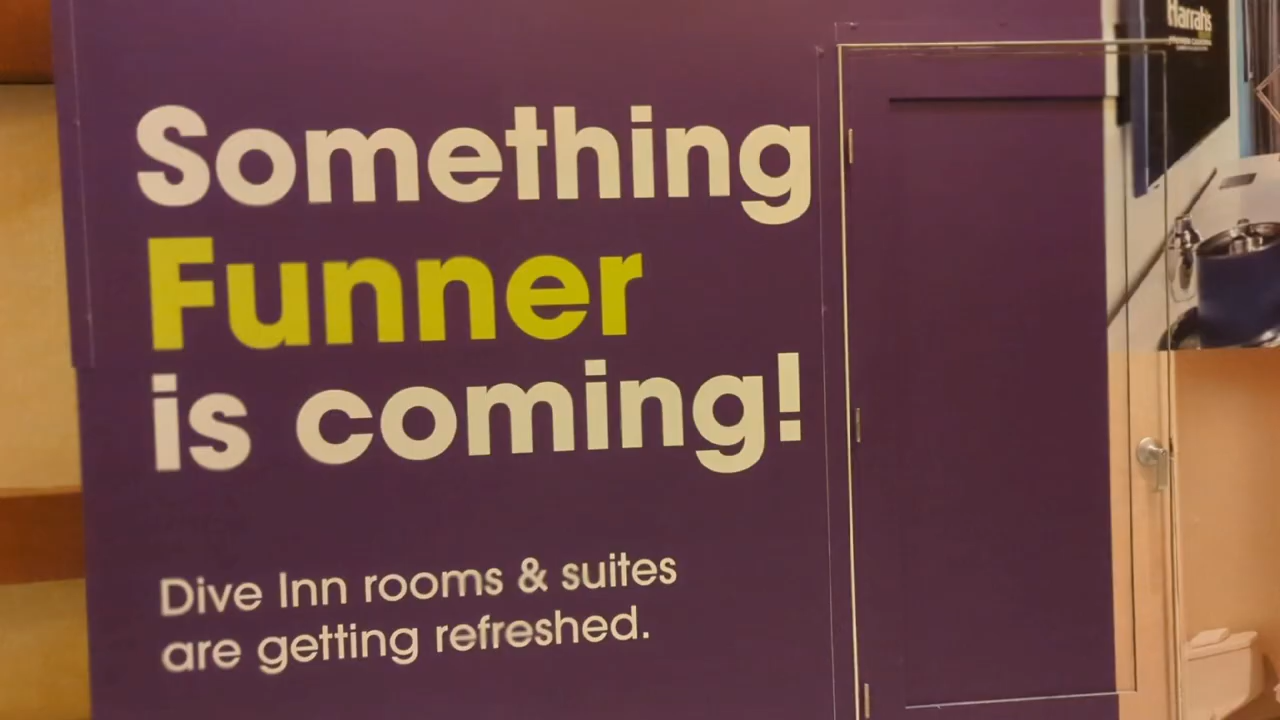 Something
Funner
is coming!
Dive Inn rooms & suites
are getting refreshed.
Harrah's